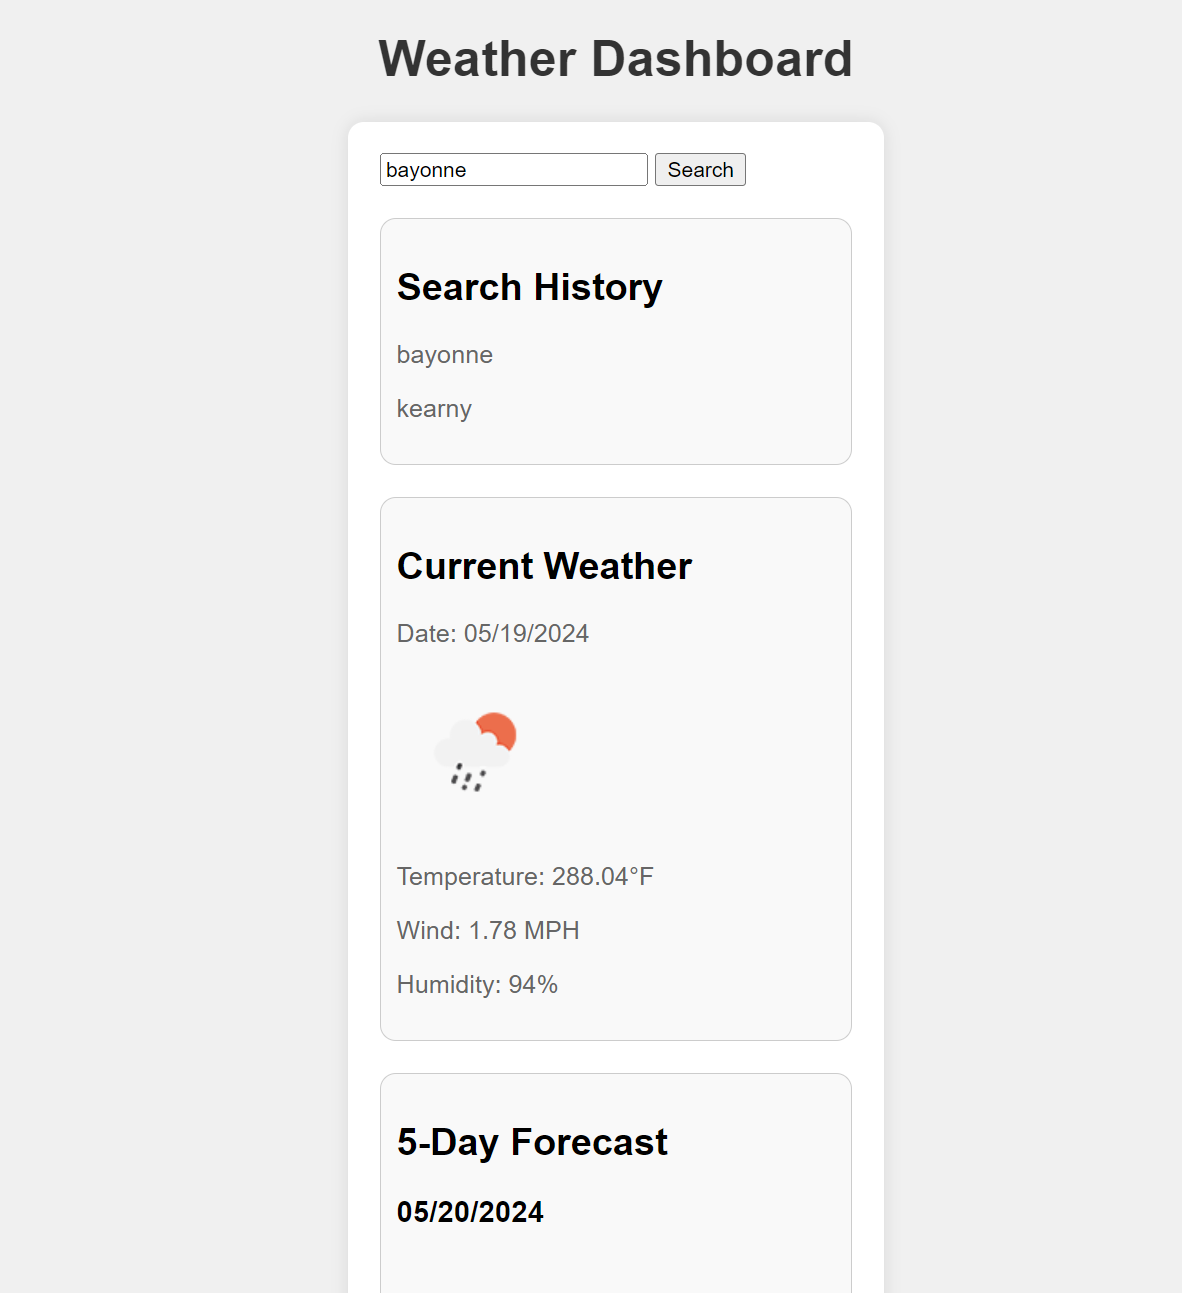 Weather Dashboard
bayonne Search
Search History
bayonne
kearny
Current Weather
Date: 05/19/2024
Temperature: 288.04°F
Wind: 1.78 MPH
Humidity: 94%
5-Day Forecast
05/20/2024